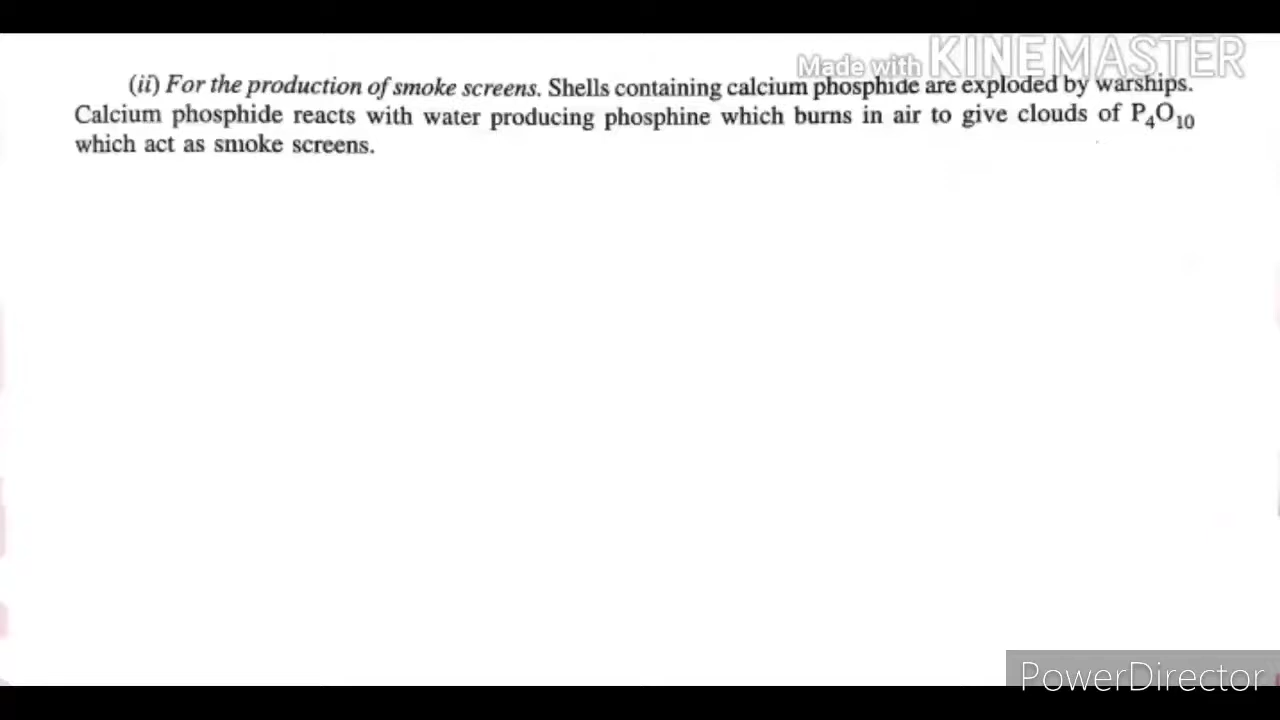 Made with KINEMASTER
(ii) For the production of smoke screens. Shells containing calcium phosphide are exploded by warships.
Calcium phosphide reacts with water producing phosphine which burns in air to give clouds of P₄O₁₀
which act as smoke screens.
PowerDirector